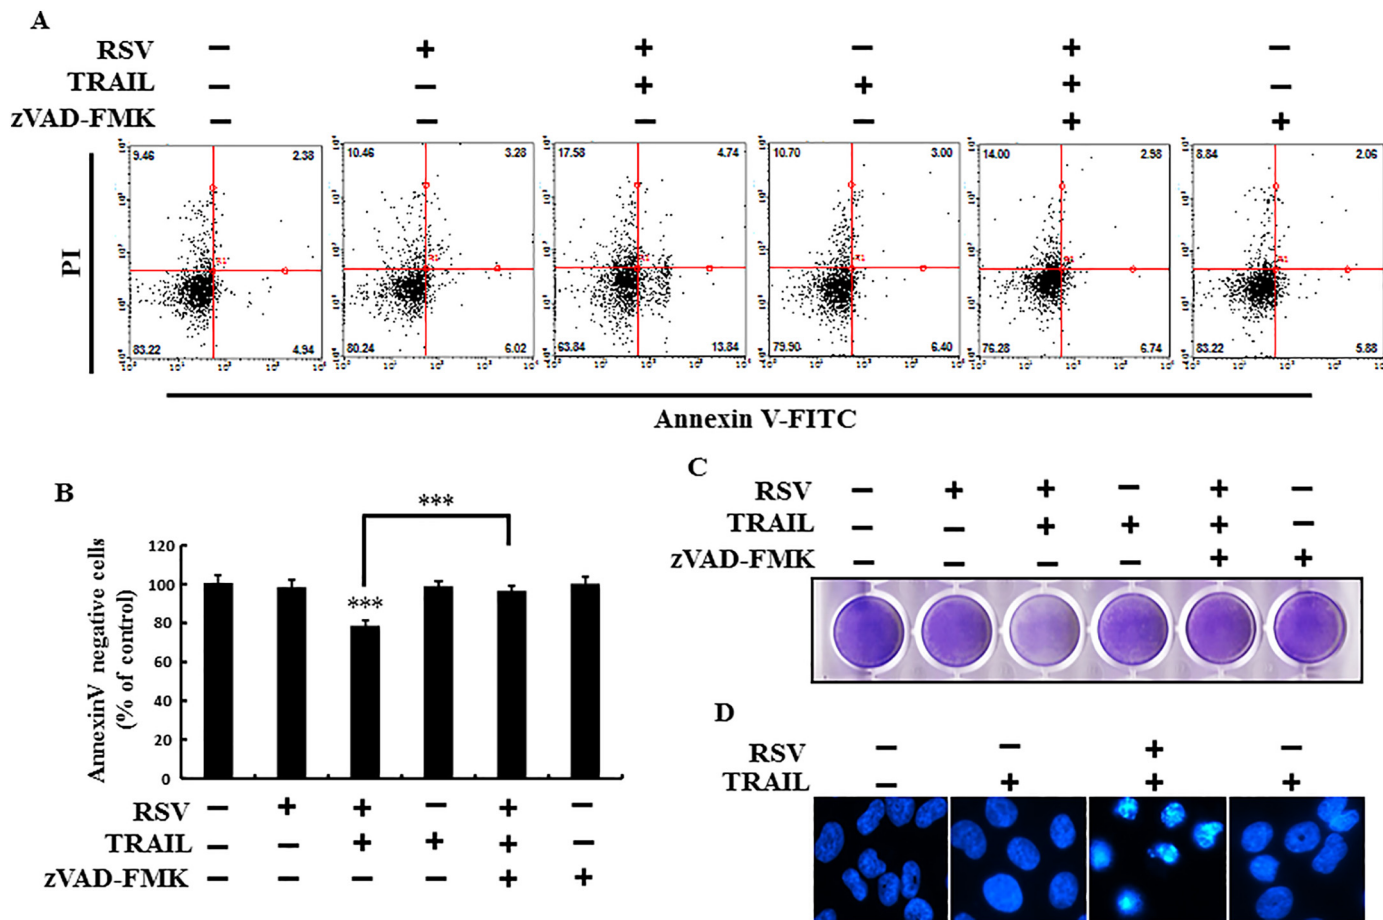 A
RSV − + + − + −
TRAIL − − + + + −
zVAD-FMK − − − − + +
9.46 2.38 10.46 3.28 17.58 4.74 10.70 3.00 14.00 2.98 8.84 2.06
PI
83.22 4.94 80.24 6.02 63.84 13.84 79.90 6.40 76.28 6.74 83.22 5.88
Annexin V-FITC
B
***
***
AnnexinV negative cells
(% of control)
120
100
80
60
40
20
0
RSV − + + − + −
TRAIL − − + + + −
zVAD-FMK − − − − + +
C
RSV − + + − + −
TRAIL − − + + + −
zVAD-FMK − − − − + +
D
RSV − − + −
TRAIL − + + +